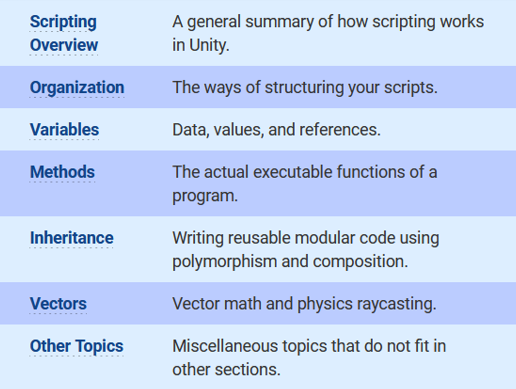 Scripting A general summary of how scripting works
Overview in Unity.
Organization The ways of structuring your scripts.
Variables Data, values, and references.
Methods The actual executable functions of a
program.
Inheritance Writing reusable modular code using
polymorphism and composition.
Vectors Vector math and physics raycasting.
Other Topics Miscellaneous topics that do not fit in
other sections.